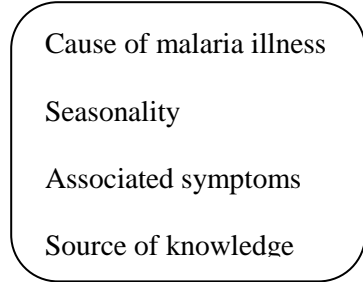 Cause of malaria illness
Seasonality
Associated symptoms
Source of knowledge